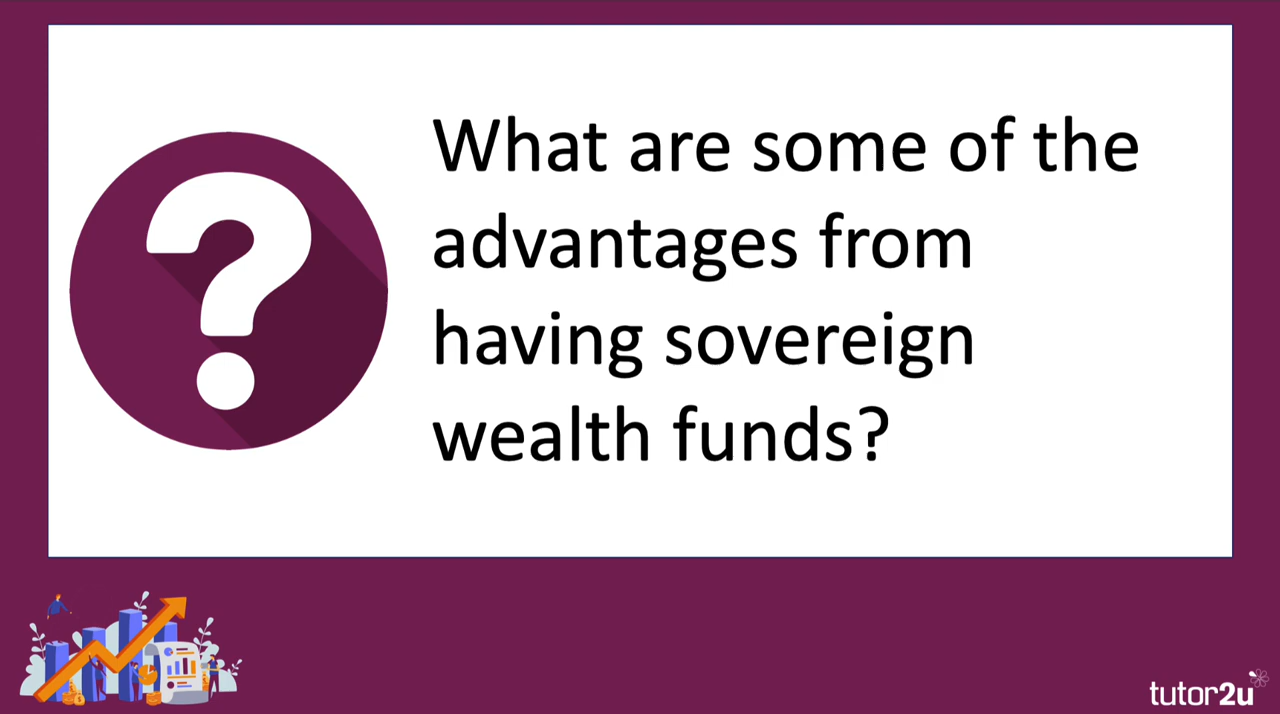 What are some of the
advantages from
having sovereign
wealth funds?
tutor2u